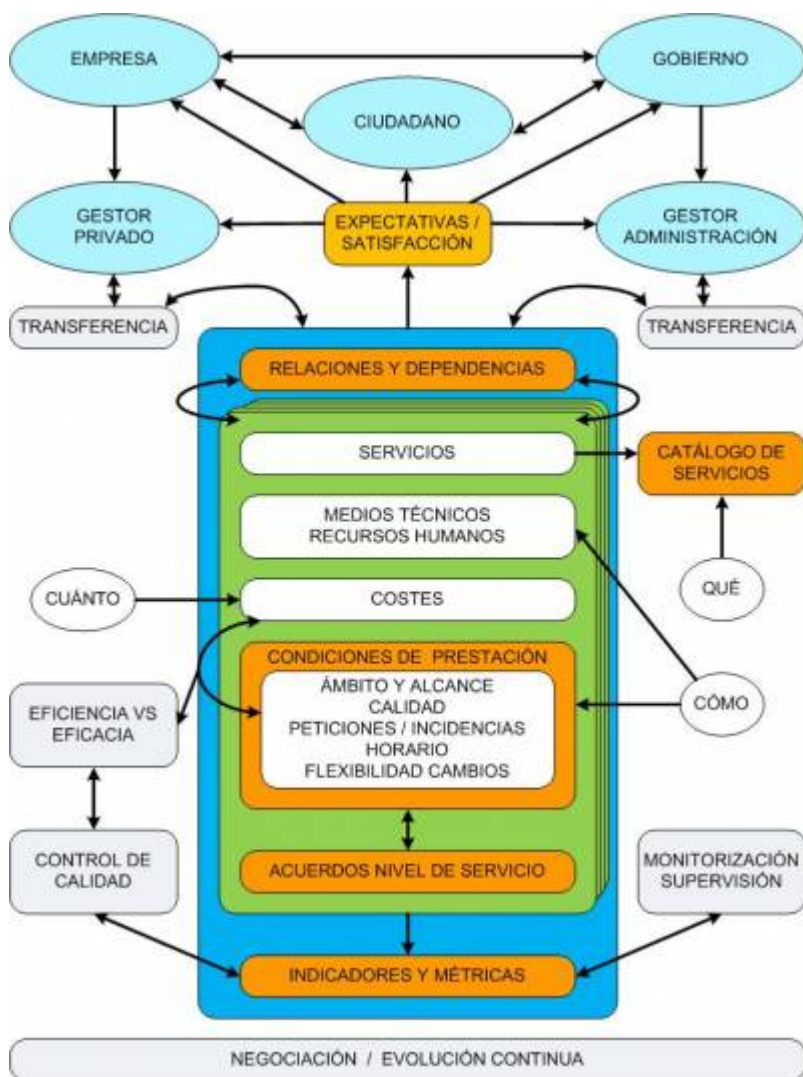 EMPRESA
GOBIERNO
CIUDADANO
GESTOR
PRIVADO
EXPECTATIVAS /
SATISFACCIÓN
GESTOR
ADMINISTRACIÓN
TRANSFERENCIA
TRANSFERENCIA
RELACIONES Y DEPENDENCIAS
SERVICIOS
CATÁLOGO DE
SERVICIOS
MEDIOS TÉCNICOS
RECURSOS HUMANOS
CUÁNTO
COSTES
QUÉ
CONDICIONES DE PRESTACIÓN
ÁMBITO Y ALCANCE
CALIDAD
PETICIONES / INCIDENCIAS
HORARIO
FLEXIBILIDAD CAMBIOS
CÔMO
EFICIENCIA VS
EFICACIA
CONTROL DE
CALIDAD
ACUERDOS NIVEL DE SERVICIO
MONITORIZACIÓN
SUPERVISIÓN
INDICADORES Y MÉTRICAS
NEGOCIACIÓN / EVOLUCIÓN CONTINUA